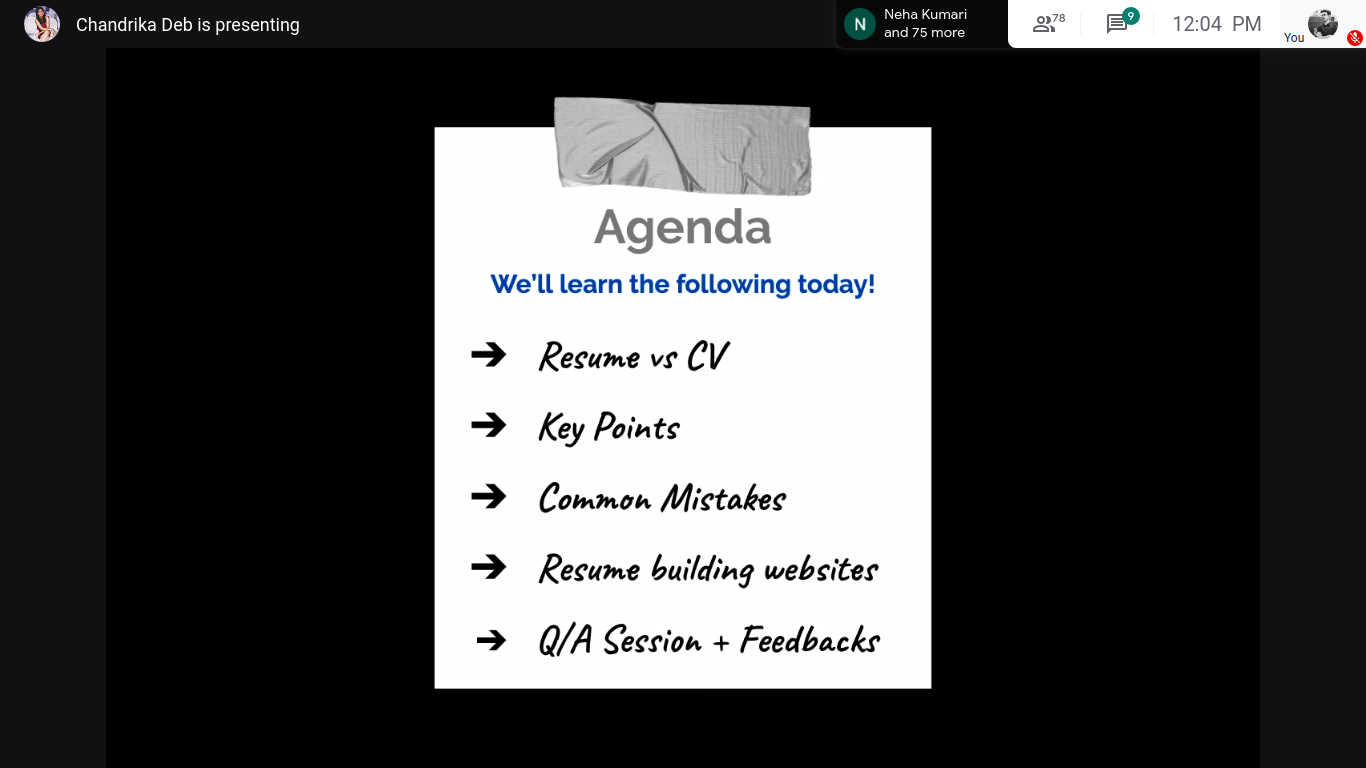 Chandrika Deb is presenting
N
Neha Kumari
and 75 more
78
9
12:04 PM
You
Agenda
We'll learn the following today!
➔ Resume vs CV
➔ Key Points
➔ Common Mistakes
➔ Resume building websites
➔ Q/A Session + Feedbacks